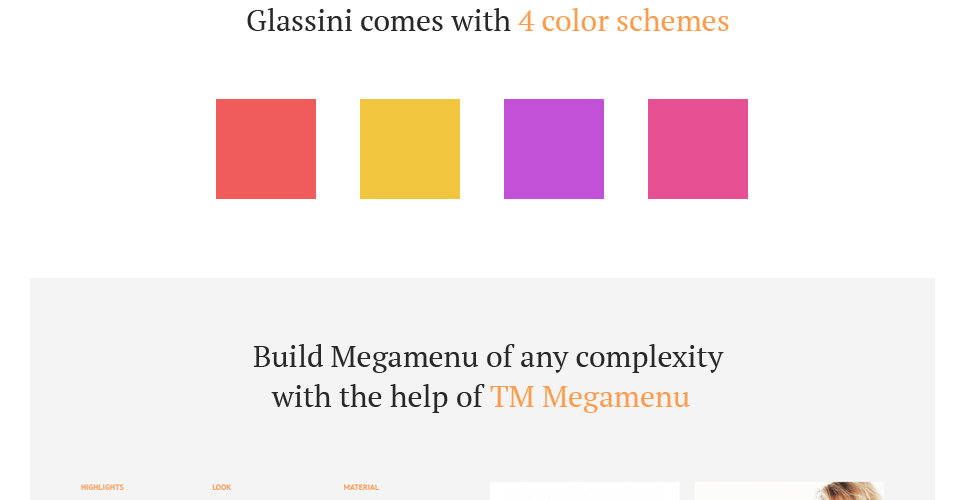 Glassini comes with 4 color schemes
Build Megamenu of any complexity
with the help of TM Megamenu
HIGHLIGHTS LOOK MATERIAL